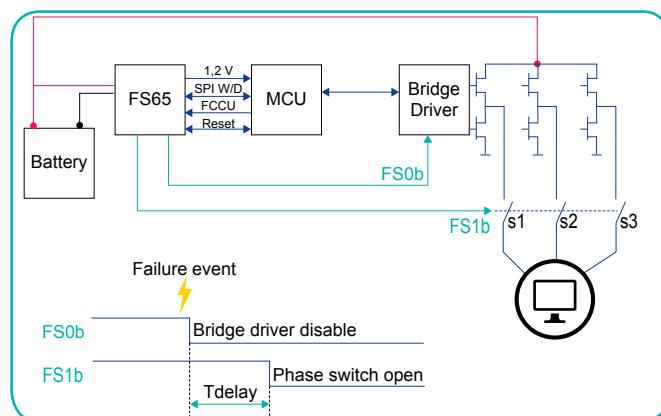 1,2 V
SPI W/D
FCCU
Reset
FS65
MCU
Bridge
Driver
Battery
FS0b
FS1b
s1
s2
s3
Failure event
FS0b
Bridge driver disable
FS1b
Tdelay
Phase switch open